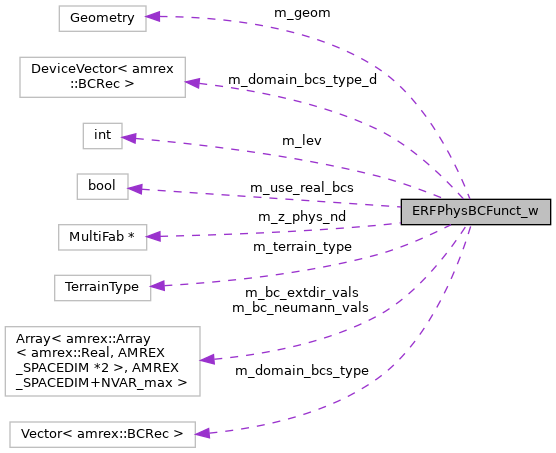 m_geom
Geometry
DeviceVector< amrex
::BCRec >
m_domain_bcs_type_d
int
m_lev
bool
m_use_real_bcs
ERFPhysBCFunct_w
m_z_phys_nd
MultiFab *
m_terrain_type
TerrainType
m_bc_extdir_vals
m_bc_neumann_vals
Array< amrex::Array
< amrex::Real, AMREX
_SPACEDIM *2 >, AMREX
_SPACEDIM+NVAR_max >
m_domain_bcs_type
Vector< amrex::BCRec >